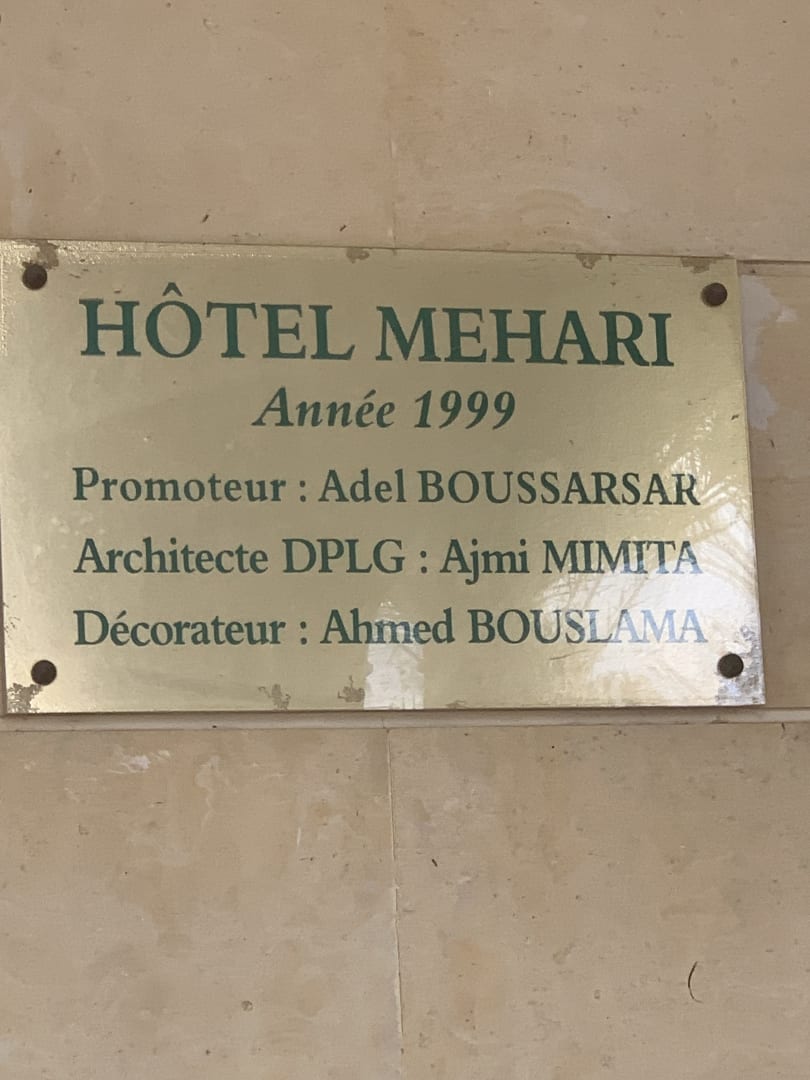 HÔTEL MEHARI
Année 1999
Promoteur : Adel BOUSSARSAR
Architecte DPLG : Ajmi MIMITA
Décorateur : Ahmed BOUSLAMA